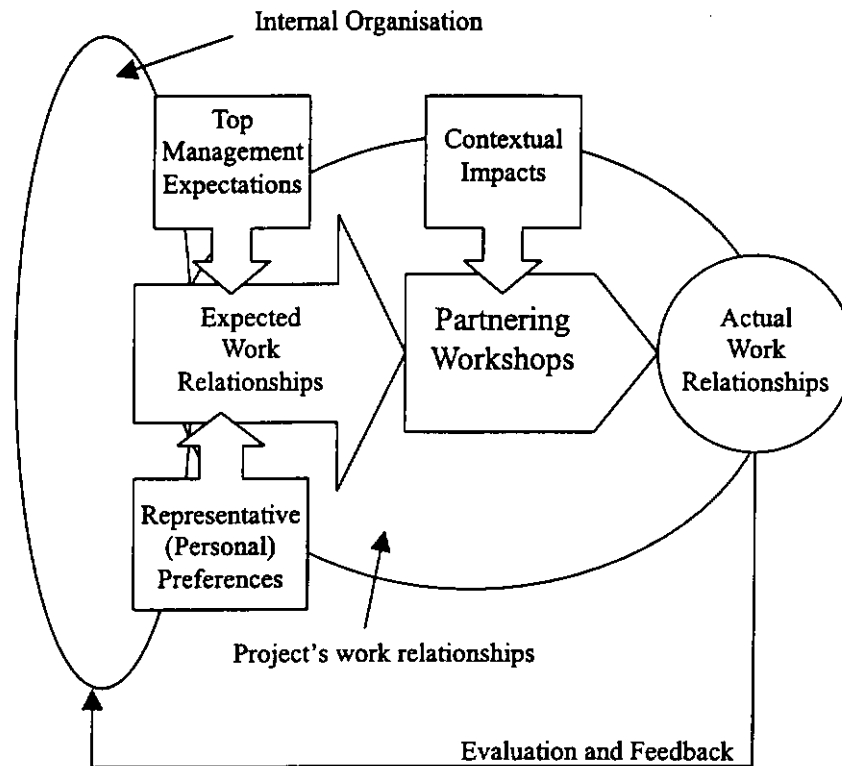 Internal Organisation
Top
Management
Expectations
Contextual
Impacts
Expected
Work
Relationships
Partnering
Workshops
Actual
Work
Relationships
Representative
(Personal)
Preferences
Project's work relationships
Evaluation and Feedback